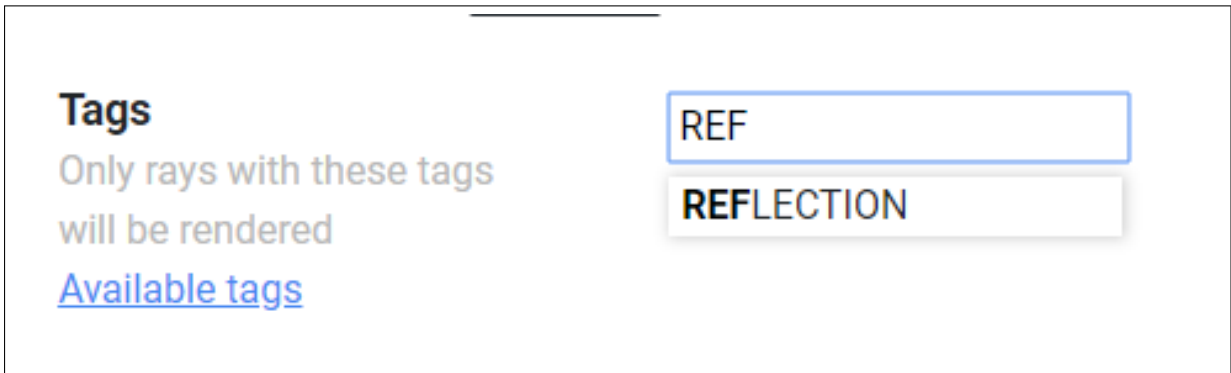 Tags
Only rays with these tags
will be rendered
Available tags
REF
REFLECTION